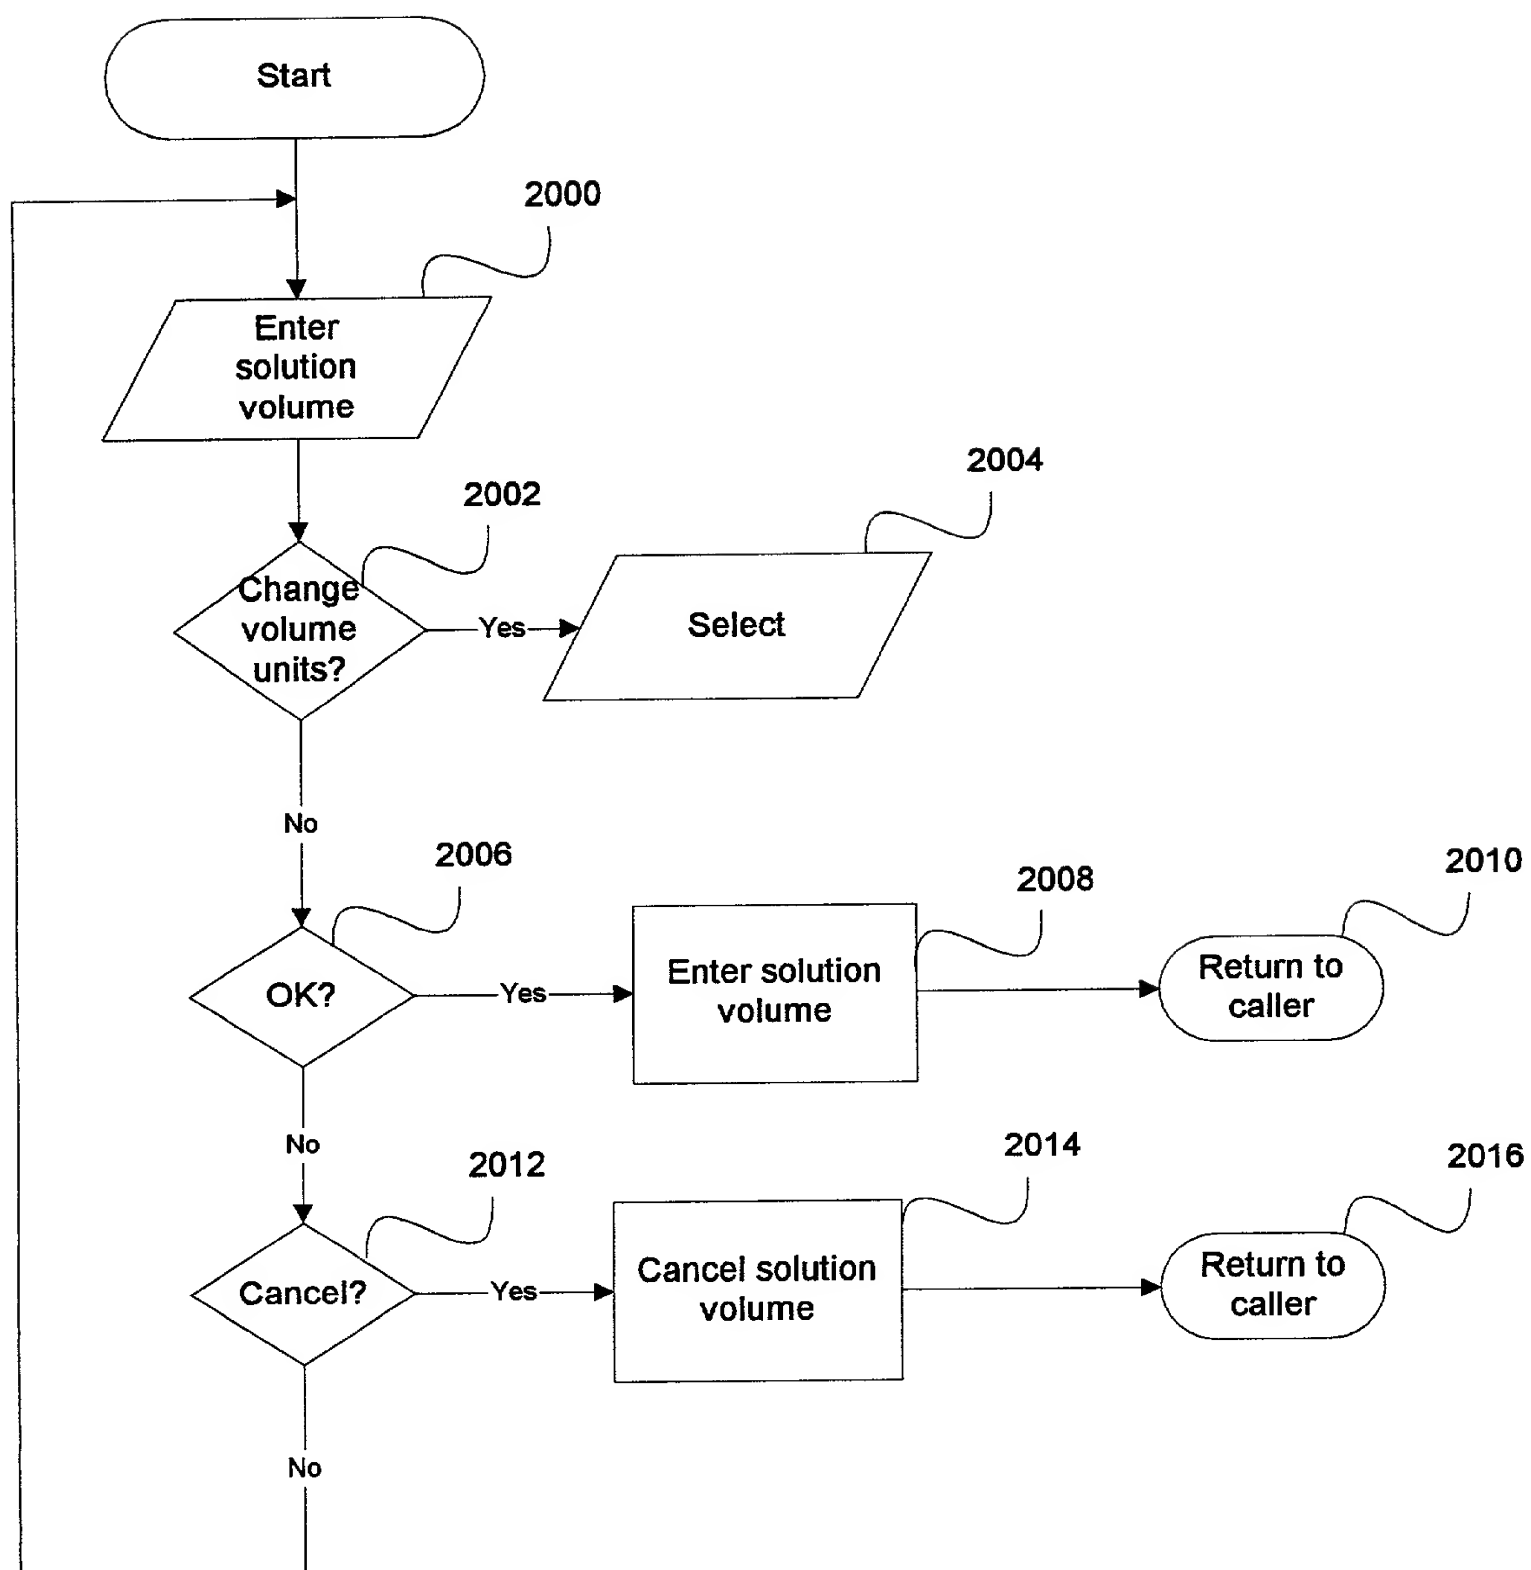 Start
2000
Enter
solution
volume
2002
2004
Change
volume
units?
Yes
Select
No
2006
2008
2010
OK?
Yes
Enter solution
volume
Return to
caller
No
2012
2014
2016
Cancel?
Yes
Cancel solution
volume
Return to
caller
No